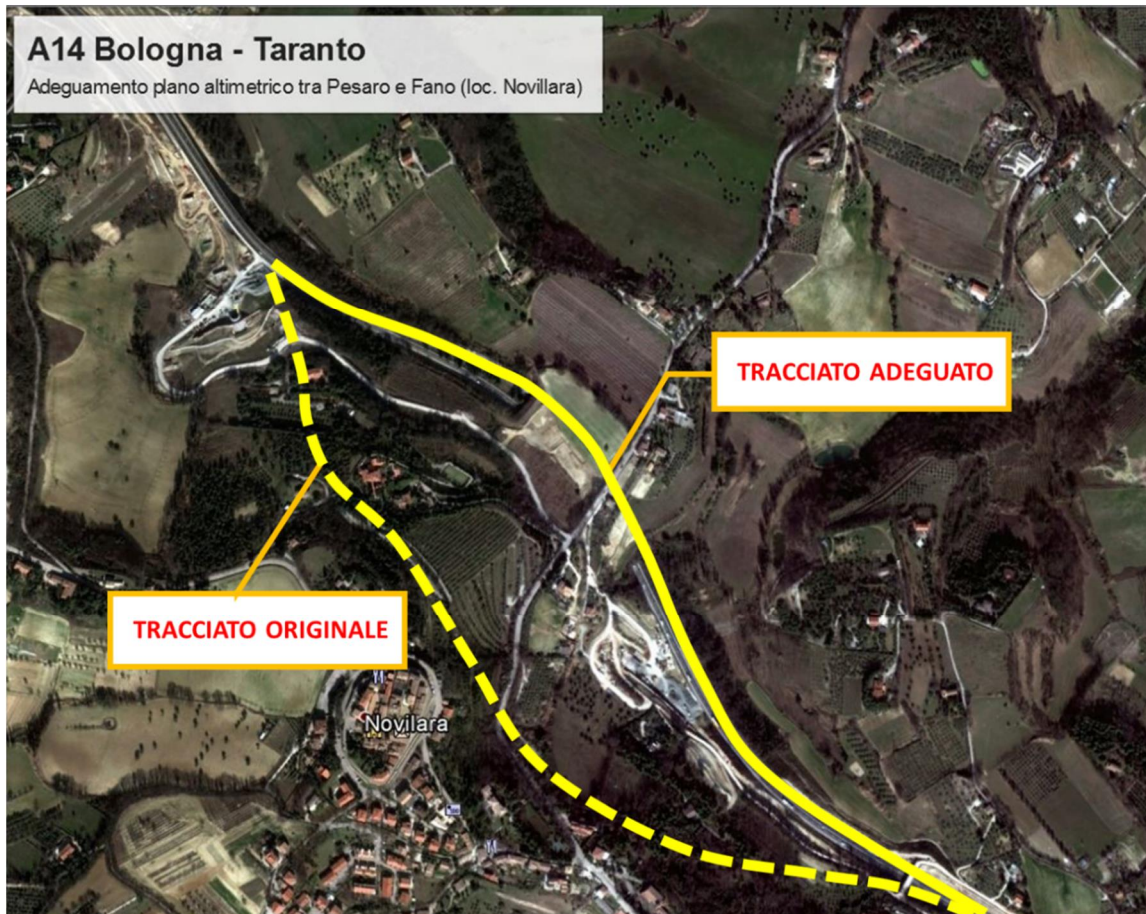 A14 Bologna - Taranto
Adeguamento plano altimetrico tra Pesaro e Fano (loc. Novillara)
TRACCIATO ADEGUATO
TRACCIATO ORIGINALE
Novilara